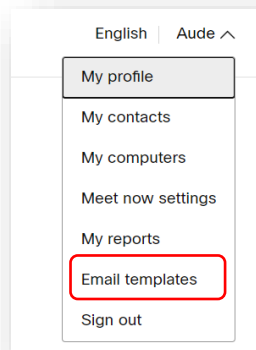 English Aude
My profile
My contacts
My computers
Meet now settings
My reports
Email templates
Sign out